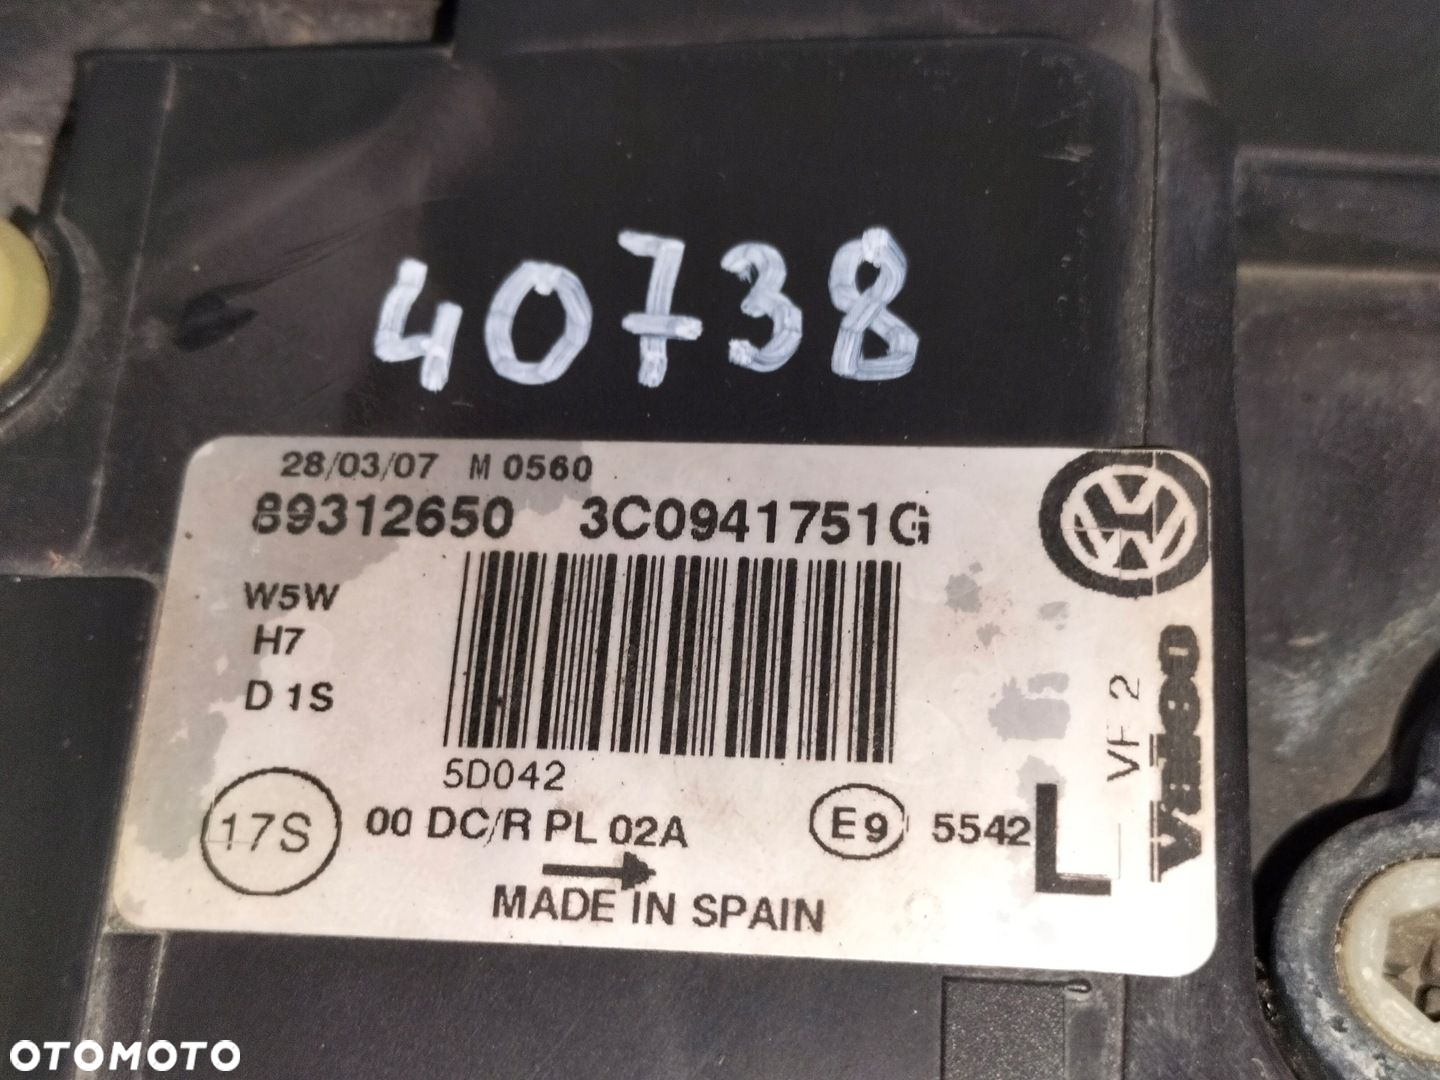 40738
28/03/07 M 0560
89312650 3C0941751G
W5W
H7
D1S
5D042
17S
00 DC/R PL 02A
E9 5542
L
VF 2
Valeo
MADE IN SPAIN
OTOMOTO